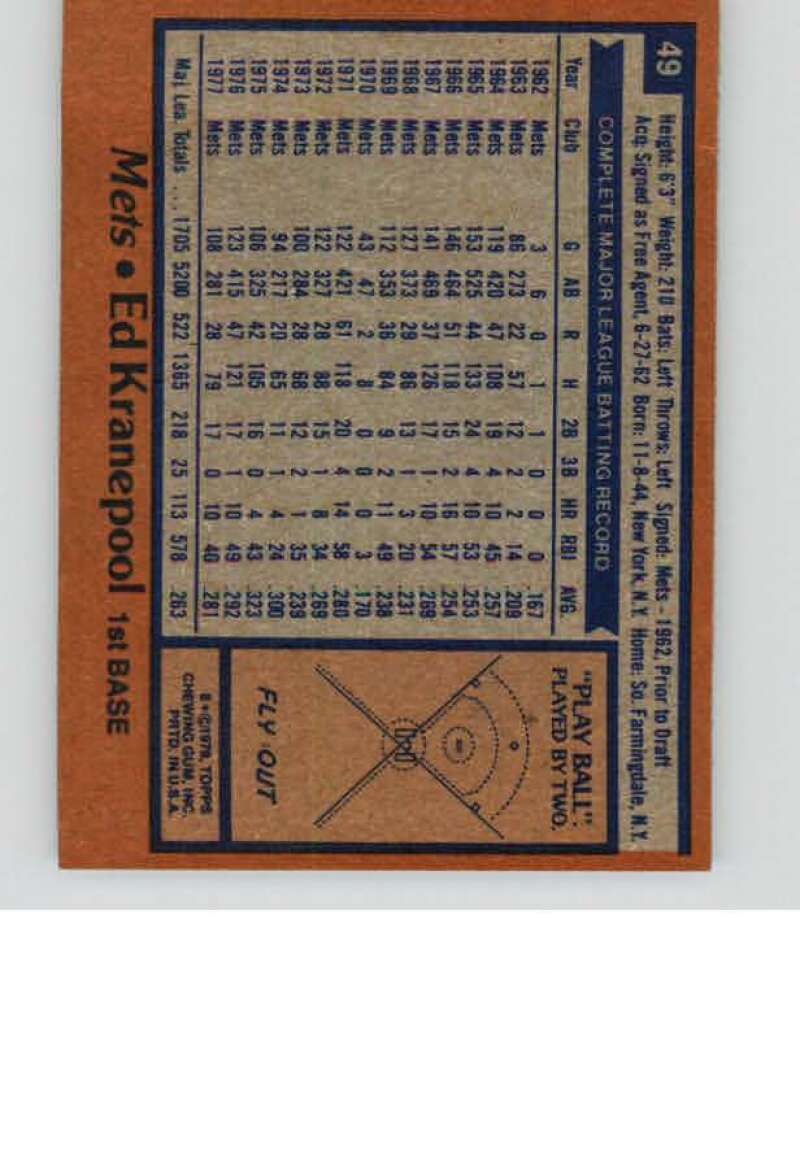 49
Height: 6'3" Weight: 210 Bats: Left Throws: Left Signed: Mets - 1962, Prior to Draft
Acq: Signed as Free Agent, 6-27-62 Born: 11-8-44, New York, N.Y. Home: So. Farmingdale, N.Y.
COMPLETE MAJOR LEAGUE BATTING RECORD
Year Club G AB R H 2B 3B HR RBI AVG.
1962 Mets 3 6 0 1 1 0 0 0 .167
1963 Mets 86 273 22 57 12 2 2 14 .209
1964 Mets 119 420 47 108 19 4 10 45 .257
1965 Mets 153 525 44 133 24 4 10 53 .253
1966 Mets 146 464 51 118 15 2 16 57 .254
1967 Mets 141 469 37 126 17 1 10 54 .269
1968 Mets 127 373 29 86 13 1 3 20 .231
1969 Mets 112 353 36 84 9 2 11 49 .238
1970 Mets 43 47 2 8 0 0 0 3 .170
1971 Mets 122 421 61 118 20 4 14 58 .280
1972 Mets 122 327 28 88 15 1 8 34 .269
1973 Mets 100 284 28 68 12 2 1 35 .239
1974 Mets 94 217 20 65 11 1 4 24 .300
1975 Mets 106 325 42 105 16 0 4 43 .323
1976 Mets 123 415 47 121 17 1 10 49 .292
1977 Mets 108 281 28 79 17 0 10 40 .281
Maj. Lea. Totals ... 1705 5200 522 1365 218 25 113 578 .263
"PLAY BALL"
PLAYED BY TWO.
FLY OUT
©1978, TOPPS
CHEWING GUM, INC.
PRTD. IN U.S.A.
Mets • Ed Kranepool 1st BASE